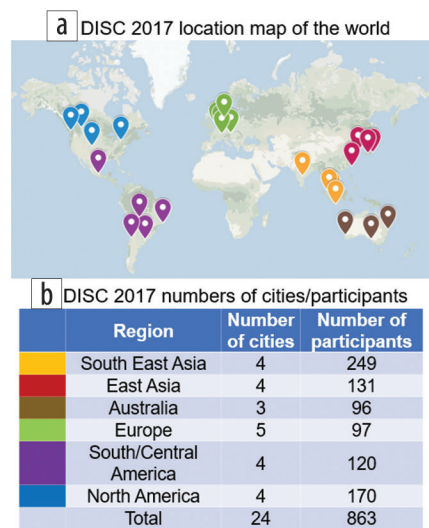 a DISC 2017 location map of the world
b DISC 2017 numbers of cities/participants
Region Number of cities Number of participants
South East Asia 4 249
East Asia 4 131
Australia 3 96
Europe 5 97
South/Central America 4 120
North America 4 170
Total 24 863